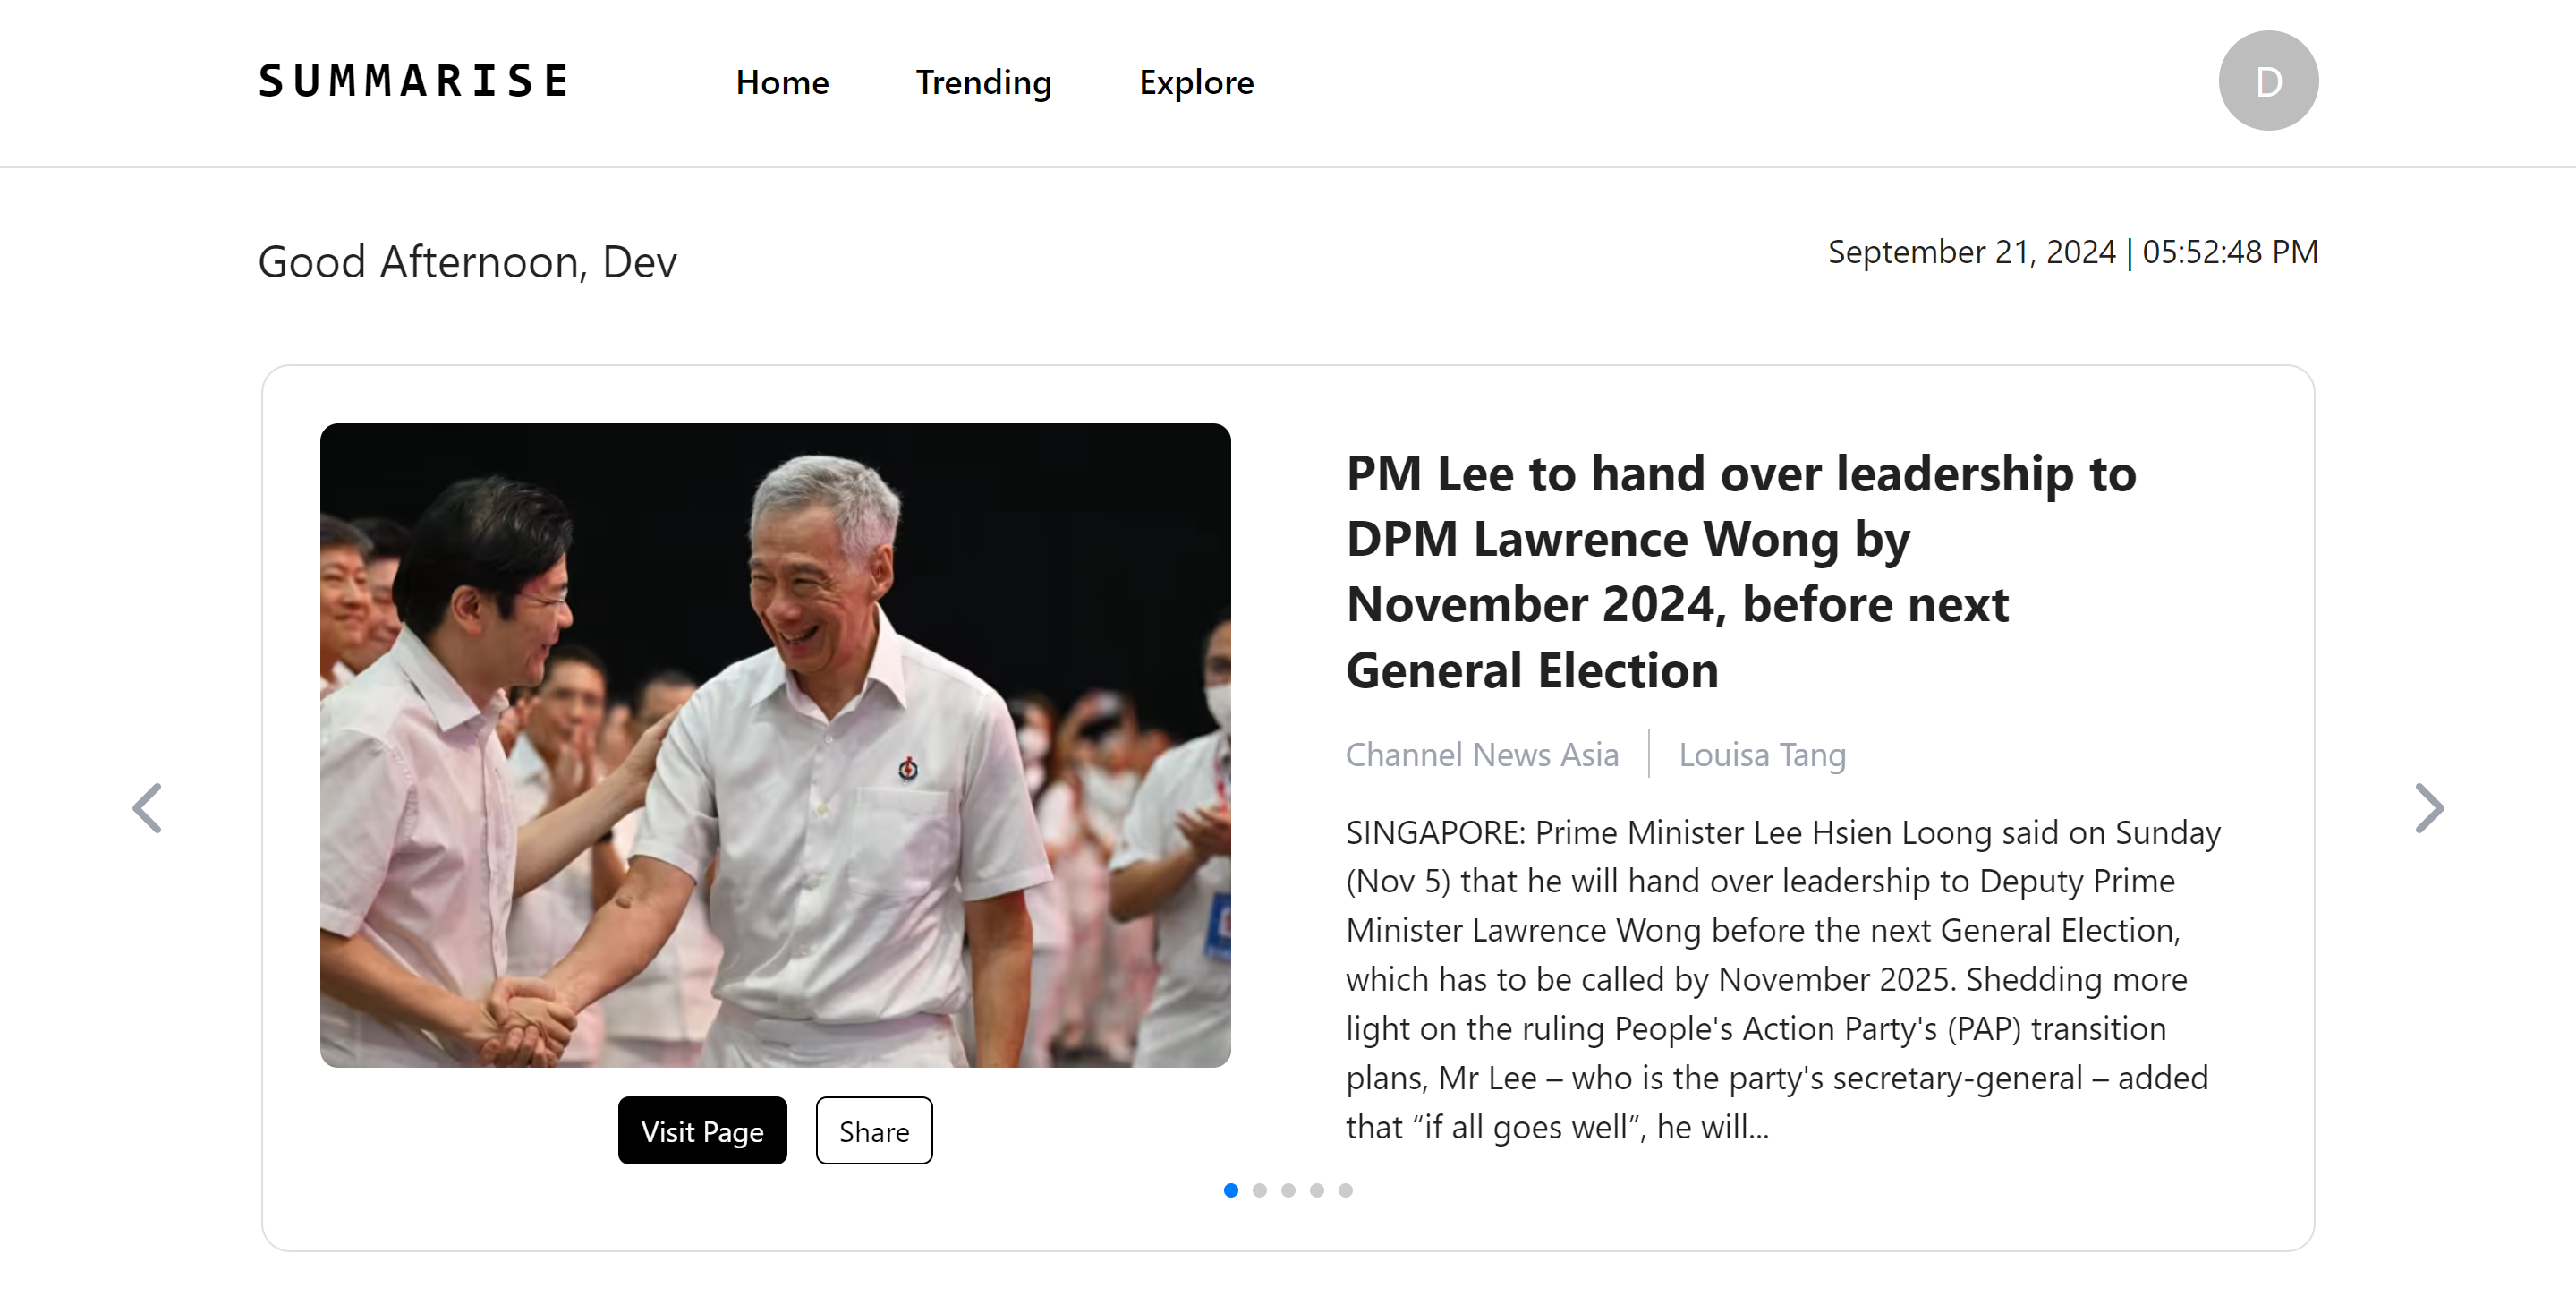 SUMMARISE
Home
Trending
Explore
D
Good Afternoon, Dev
September 21, 2024 | 05:52:48 PM
PM Lee to hand over leadership to
DPM Lawrence Wong by
November 2024, before next
General Election
Channel News Asia
Louisa Tang
SINGAPORE: Prime Minister Lee Hsien Loong said on Sunday
(Nov 5) that he will hand over leadership to Deputy Prime
Minister Lawrence Wong before the next General Election,
which has to be called by November 2025. Shedding more
light on the ruling People's Action Party's (PAP) transition
plans, Mr Lee – who is the party's secretary-general – added
that “if all goes well”, he will...
Visit Page
Share